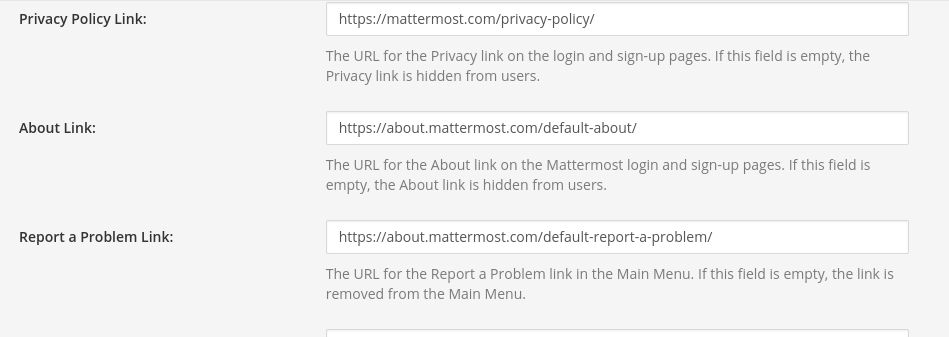 Privacy Policy Link:
https://mattermost.com/privacy-policy/
The URL for the Privacy link on the login and sign-up pages. If this field is empty, the
Privacy link is hidden from users.
About Link:
https://about.mattermost.com/default-about/
The URL for the About link on the Mattermost login and sign-up pages. If this field is
empty, the About link is hidden from users.
Report a Problem Link:
https://about.mattermost.com/default-report-a-problem/
The URL for the Report a Problem link in the Main Menu. If this field is empty, the link is
removed from the Main Menu.